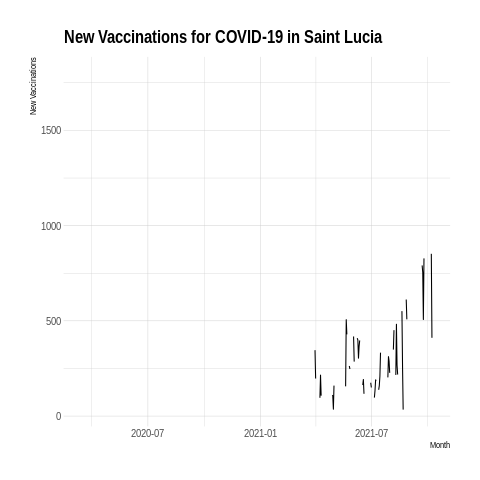 New Vaccinations for COVID-19 in Saint Lucia
New Vaccinations
1500
1000
500
0
2020-07 2021-01 2021-07
Month